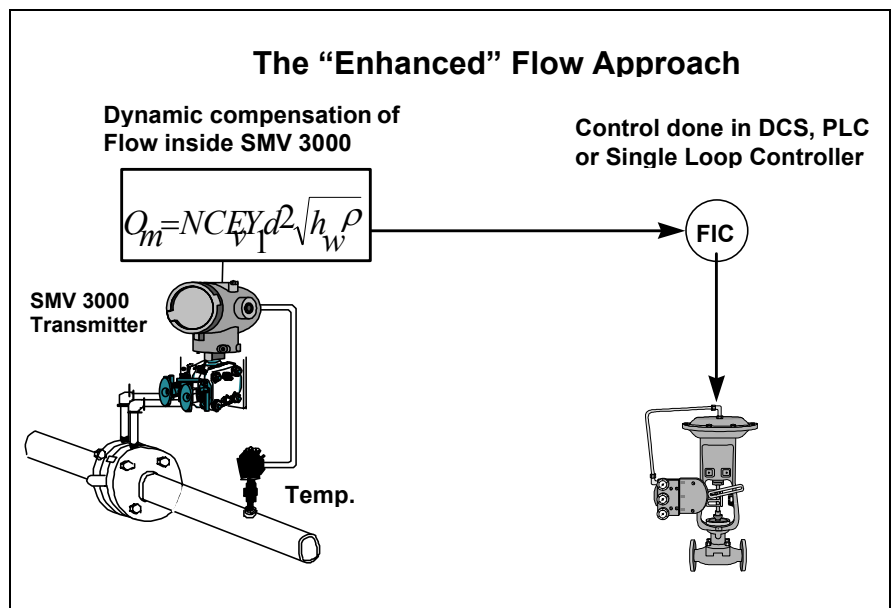 The “Enhanced” Flow Approach
Dynamic compensation of
Flow inside SMV 3000
Control done in DCS, PLC
or Single Loop Controller
Qm=NCEvY1d2√hwρ
FIC
SMV 3000
Transmitter
Temp.